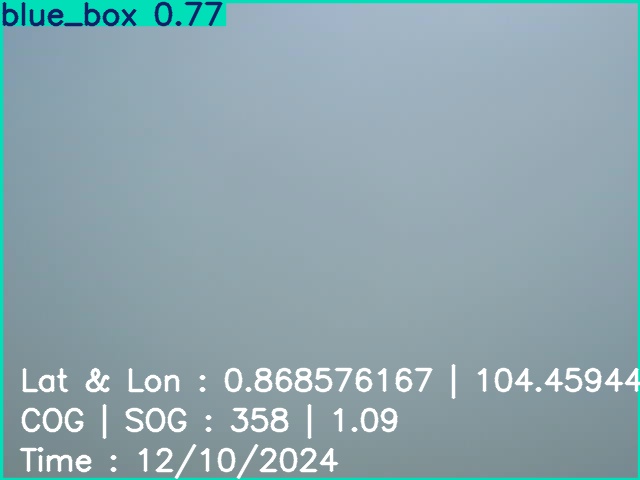 blue_box 0.77
Lat & Lon : 0.868576167 | 104.45944
COG | SOG : 358 | 1.09
Time : 12/10/2024